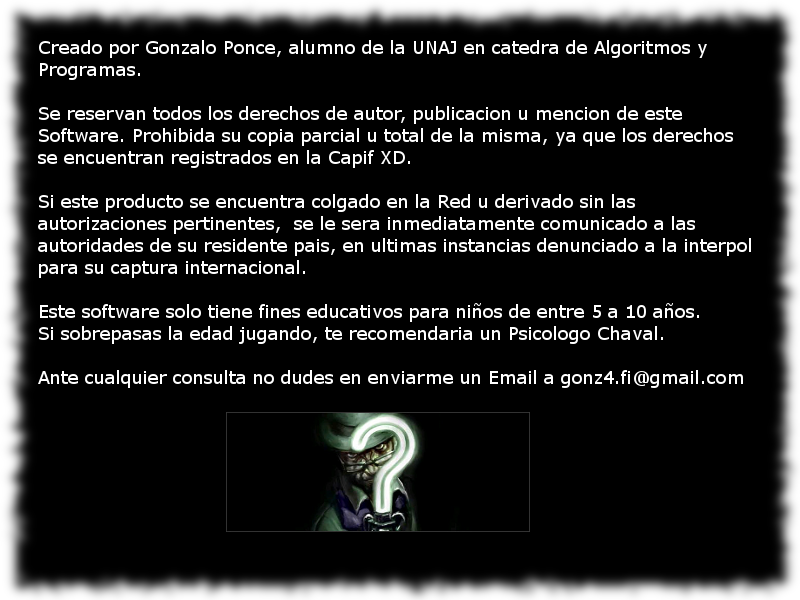 Creado por Gonzalo Ponce, alumno de la UNAJ en catedra de Algoritmos y
Programas.
Se reservan todos los derechos de autor, publicacion u mencion de este
Software. Prohibida su copia parcial u total de la misma, ya que los derechos
se encuentran registrados en la Capif XD.
Si este producto se encuentra colgado en la Red u derivado sin las
autorizaciones pertinentes,  se le sera inmediatamente comunicado a las
autoridades de su residente pais, en ultimas instancias denunciado a la interpol
para su captura internacional.
Este software solo tiene fines educativos para niños de entre 5 a 10 años.
Si sobrepasas la edad jugando, te recomendaria un Psicologo Chaval.
Ante cualquier consulta no dudes en enviarme un Email a gonz4.fi@gmail.com
?